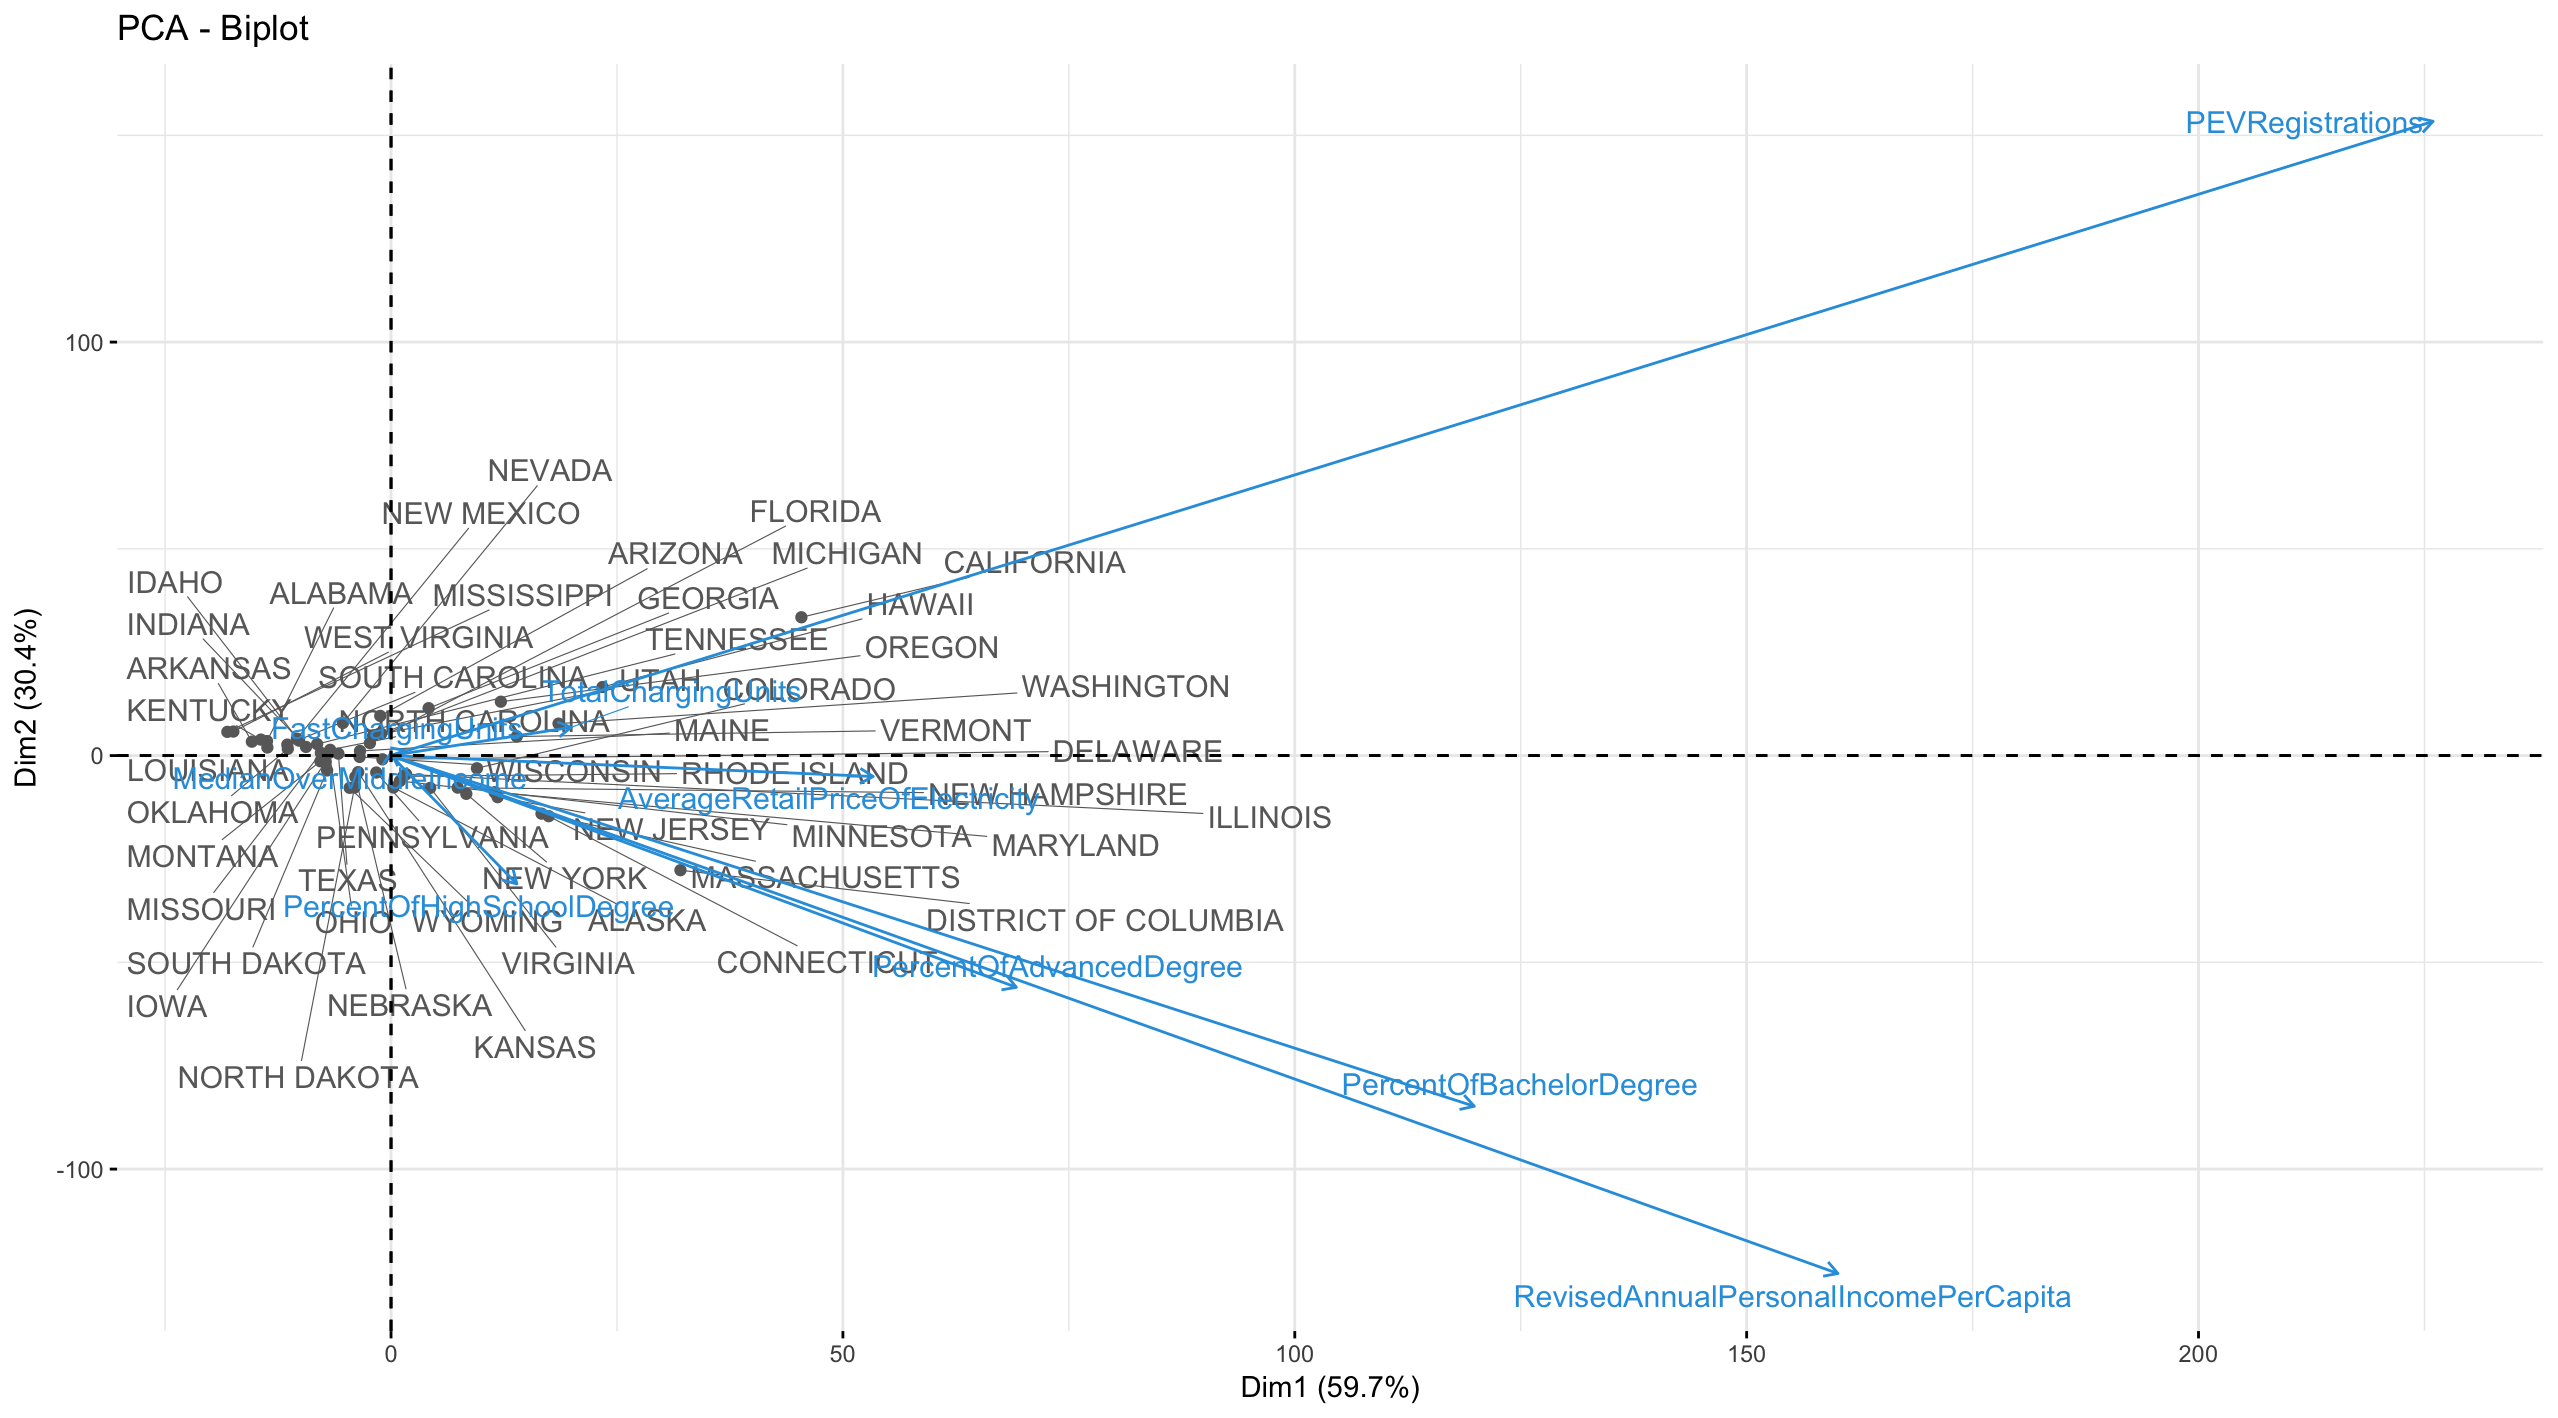 PCA - Biplot
PEVRegistrations
100
NEVADA
NEW MEXICO
FLORIDA
ARIZONA
MICHIGAN
CALIFORNIA
IDAHO
ALABAMA
MISSISSIPPI
GEORGIA
HAWAII
INDIANA
WEST VIRGINIA
TENNESSEE
OREGON
ARKANSAS
SOUTH CAROLINA
UTAH
TotalChargingUnits
COLORADO
WASHINGTON
KENTUCKY
FastChargingUnits
NORTH CAROLINA
MAINE
VERMONT
0
DELAWARE
LOUISIANA
MedianOverMiddleIncome
WISCONSIN
RHODE ISLAND
AverageRetailPriceOfElectricity
NEW HAMPSHIRE
OKLAHOMA
ILLINOIS
PENNSYLVANIA
NEW JERSEY
MINNESOTA
MARYLAND
MONTANA
TEXAS
NEW YORK
MASSACHUSETTS
MISSOURI
PercentOfHighSchoolDegree
OHIO
WYOMING
ALASKA
DISTRICT OF COLUMBIA
SOUTH DAKOTA
VIRGINIA
CONNECTICUT
PercentOfAdvancedDegree
IOWA
NEBRASKA
KANSAS
NORTH DAKOTA
PercentOfBachelorDegree
-100
RevisedAnnualPersonalIncomePerCapita
Dim2 (30.4%)
0
50
100
150
200
Dim1 (59.7%)